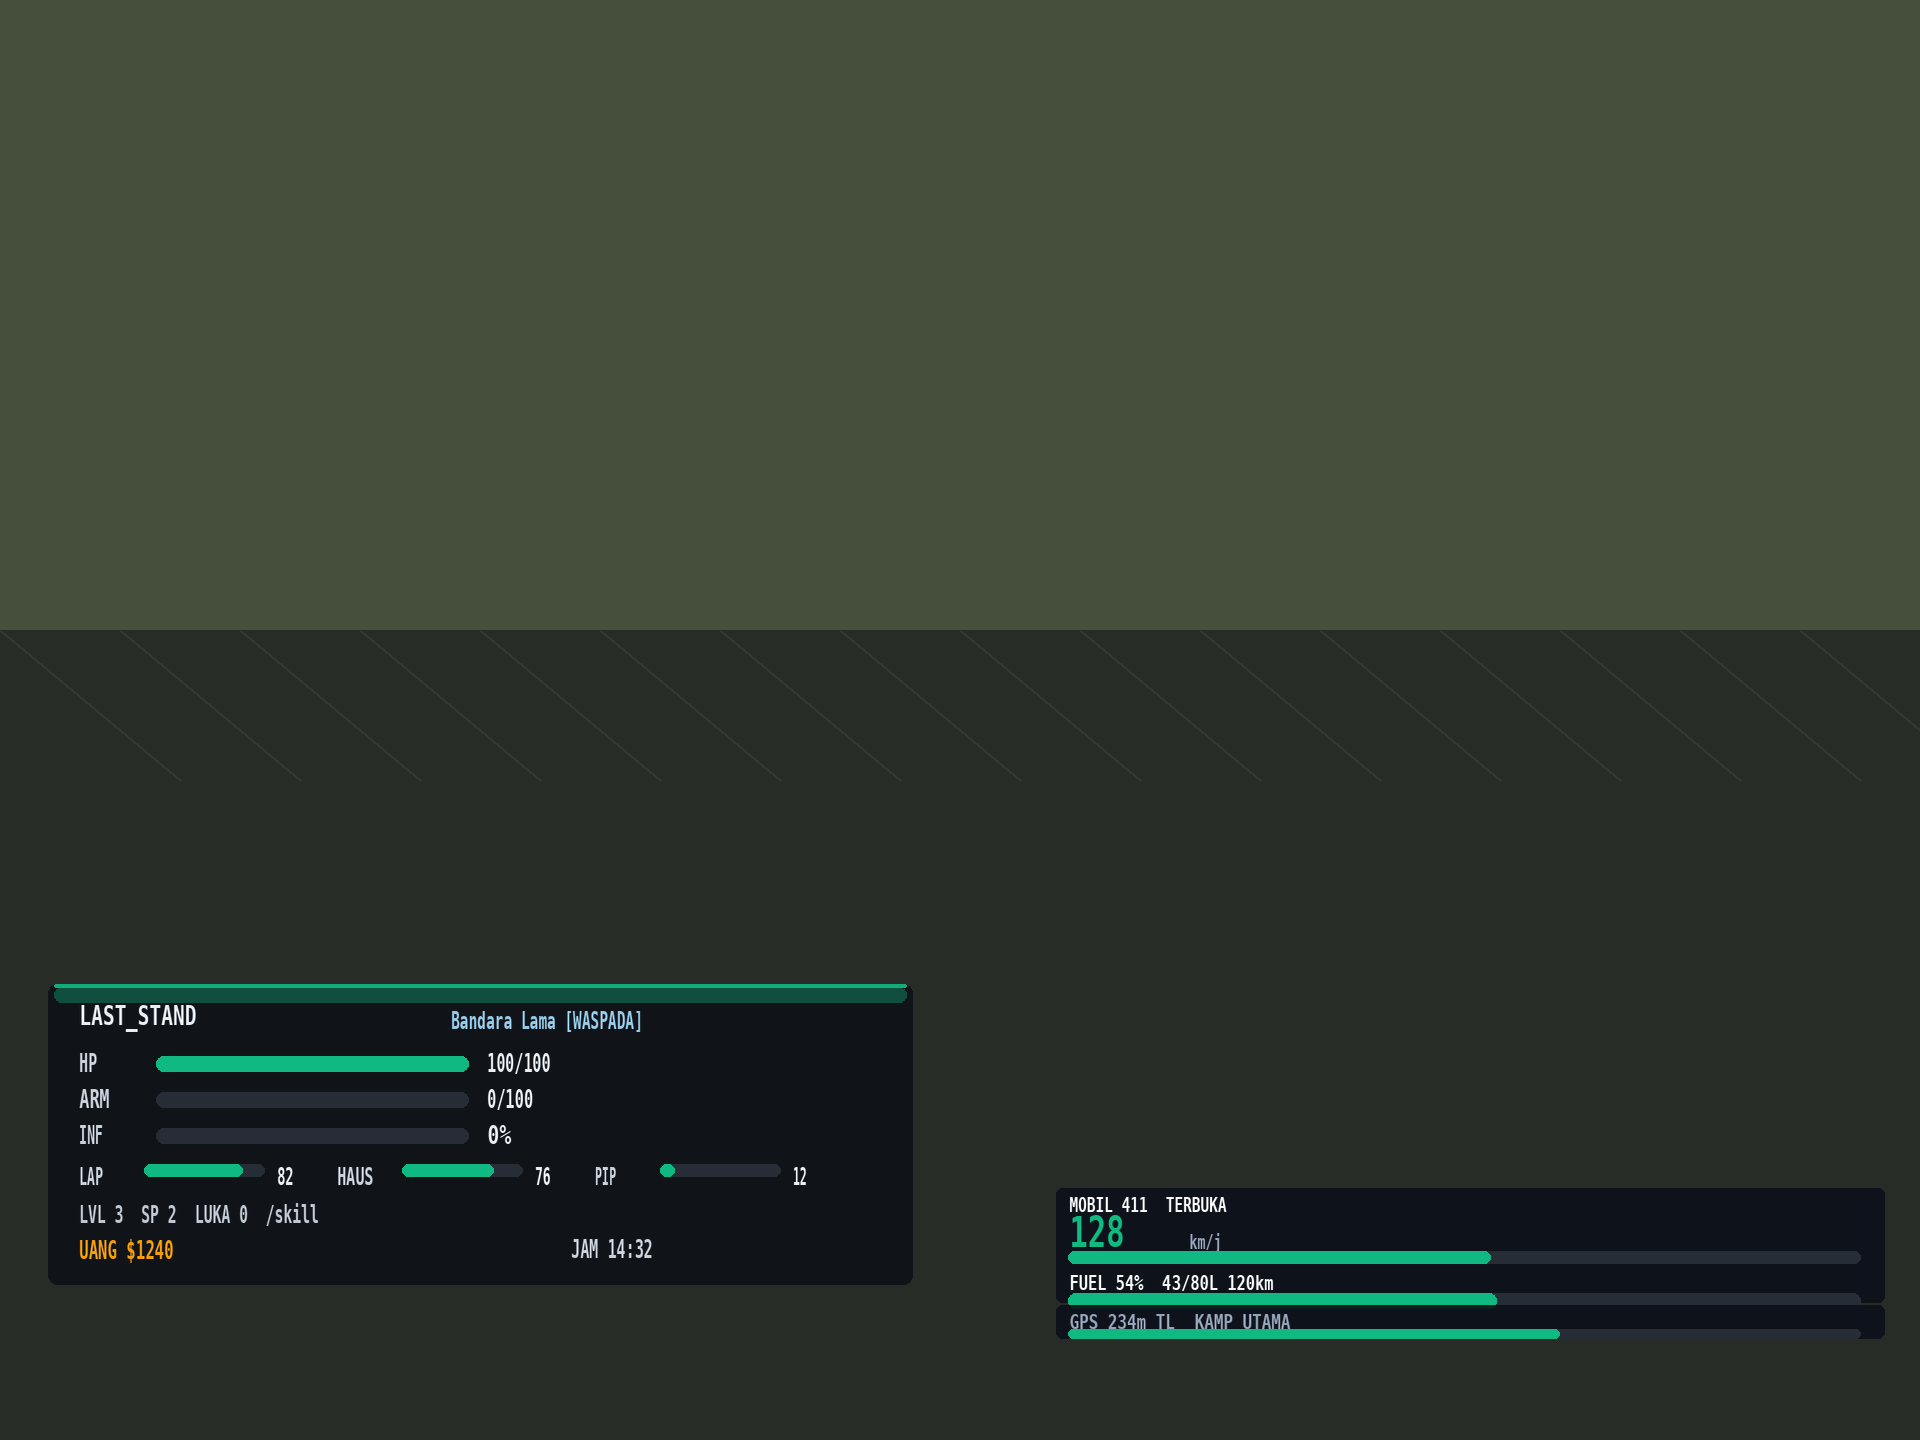 LAST_STAND
Bandara Lama [WASPADA]
HP 100/100
ARM 0/100
INF 0%
LAP 82 HAUS 76 PIP 12
LVL 3 SP 2 LUKA 0 /skill
UANG $1240
JAM 14:32
MOBIL 411 TERBUKA
128 km/j
FUEL 54% 43/80L 120km
GPS 234m TL KAMP UTAMA